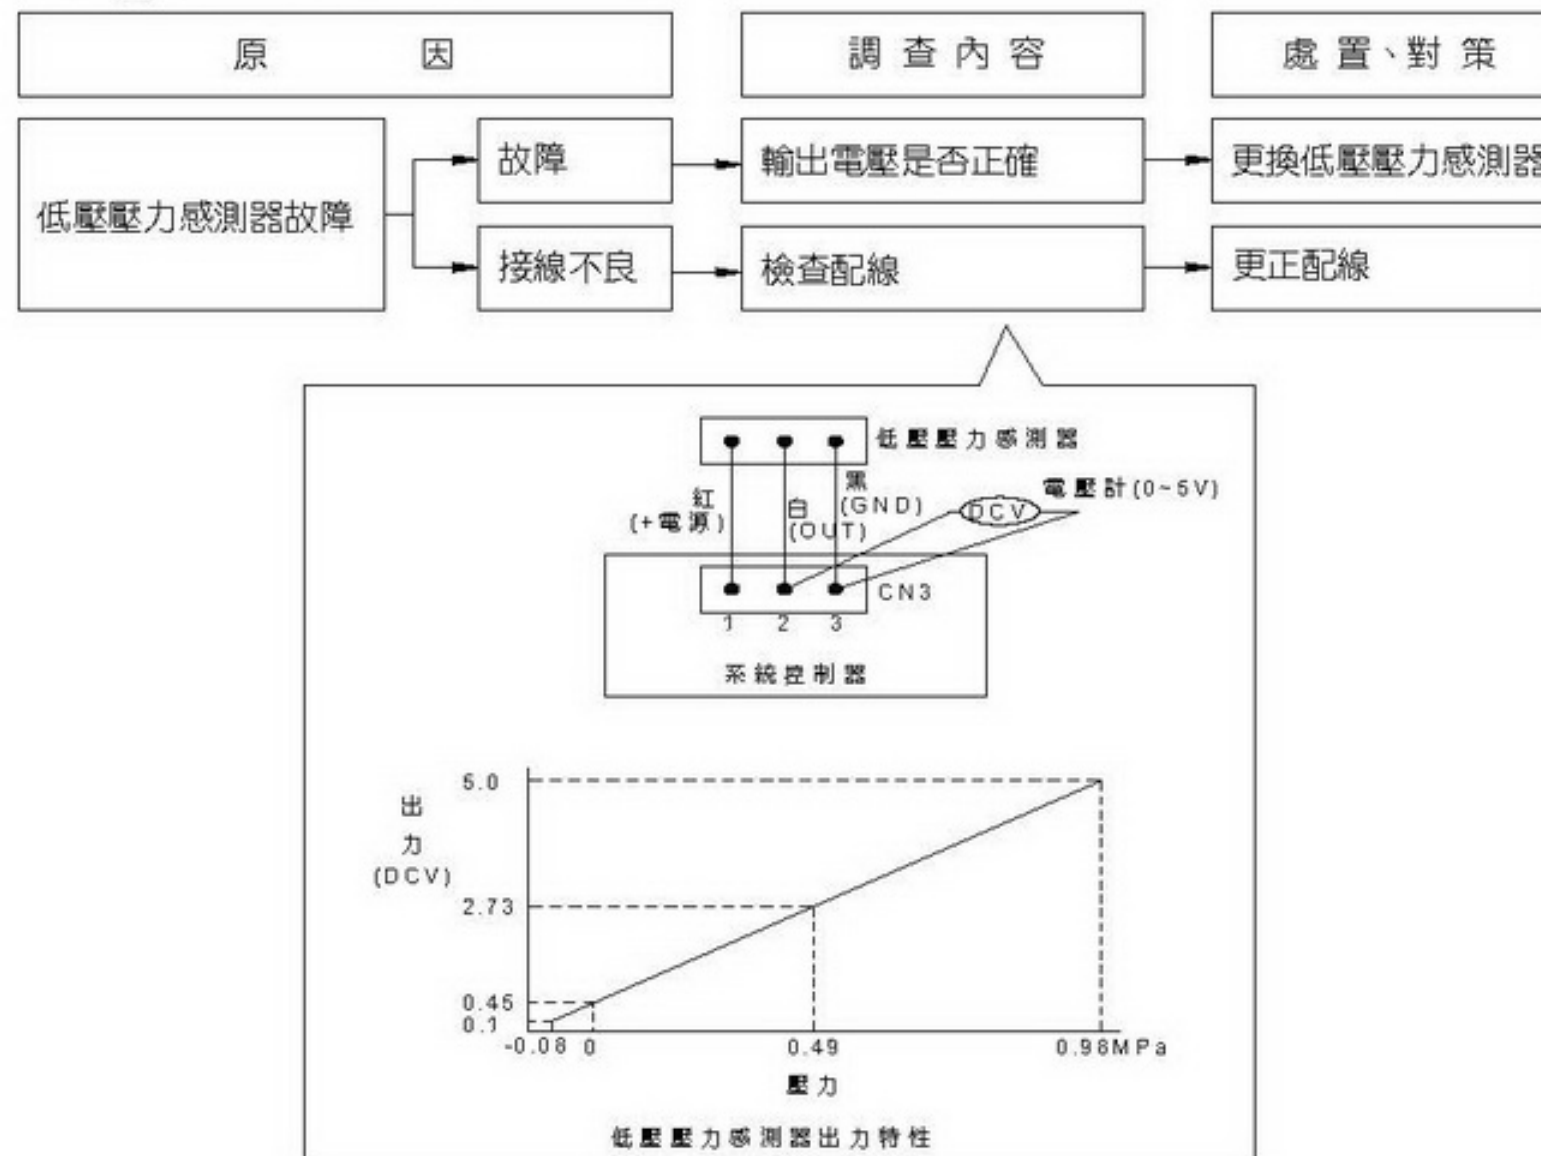 原因
調查內容
處置、對策
低壓壓力感測器故障
故障
輸出電壓是否正確
更換低壓壓力感測器
接線不良
檢查配線
更正配線
低壓壓力感測器
電壓計(0~5V)
紅
(+電源)
白
(OUT)
黑
(GND)
DCV
CN3
1 2 3
系統控制器
出
力
(DCV)
5.0
2.73
0.45
0.1
-0.08 0 0.49 0.98MPa
壓力
低壓壓力感測器出力特性